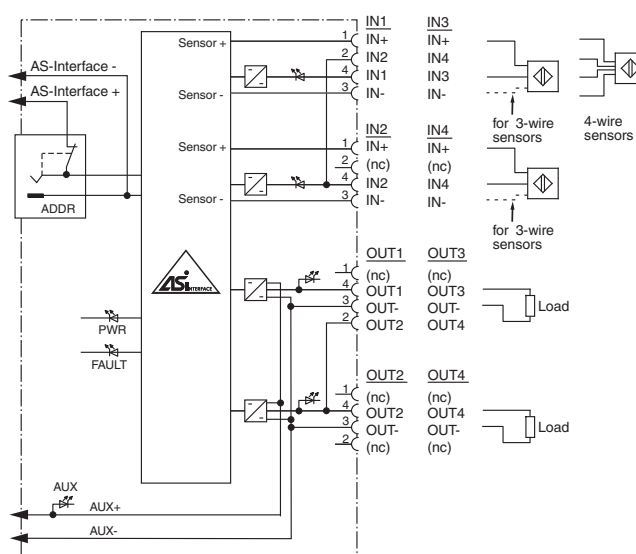 AS-Interface -
AS-Interface +
ADDR
PWR
FAULT
AUX
AUX+
AUX-
Sensor +
Sensor -
Sensor +
Sensor -
ASi INTERFACE
IN1 IN3
1 IN+ IN+
2 IN2 IN4
4 IN1 IN3
3 IN- IN-
for 3-wire
sensors
4-wire
sensors
IN2 IN4
1 IN+ IN+
2 (nc) (nc)
4 IN2 IN4
3 IN- IN-
for 3-wire
sensors
OUT1 OUT3
1 (nc) (nc)
4 OUT1 OUT3
3 OUT- OUT-
2 OUT2 OUT4
Load
OUT2 OUT4
1 (nc) (nc)
4 OUT2 OUT4
3 OUT- OUT-
2 (nc) (nc)
Load